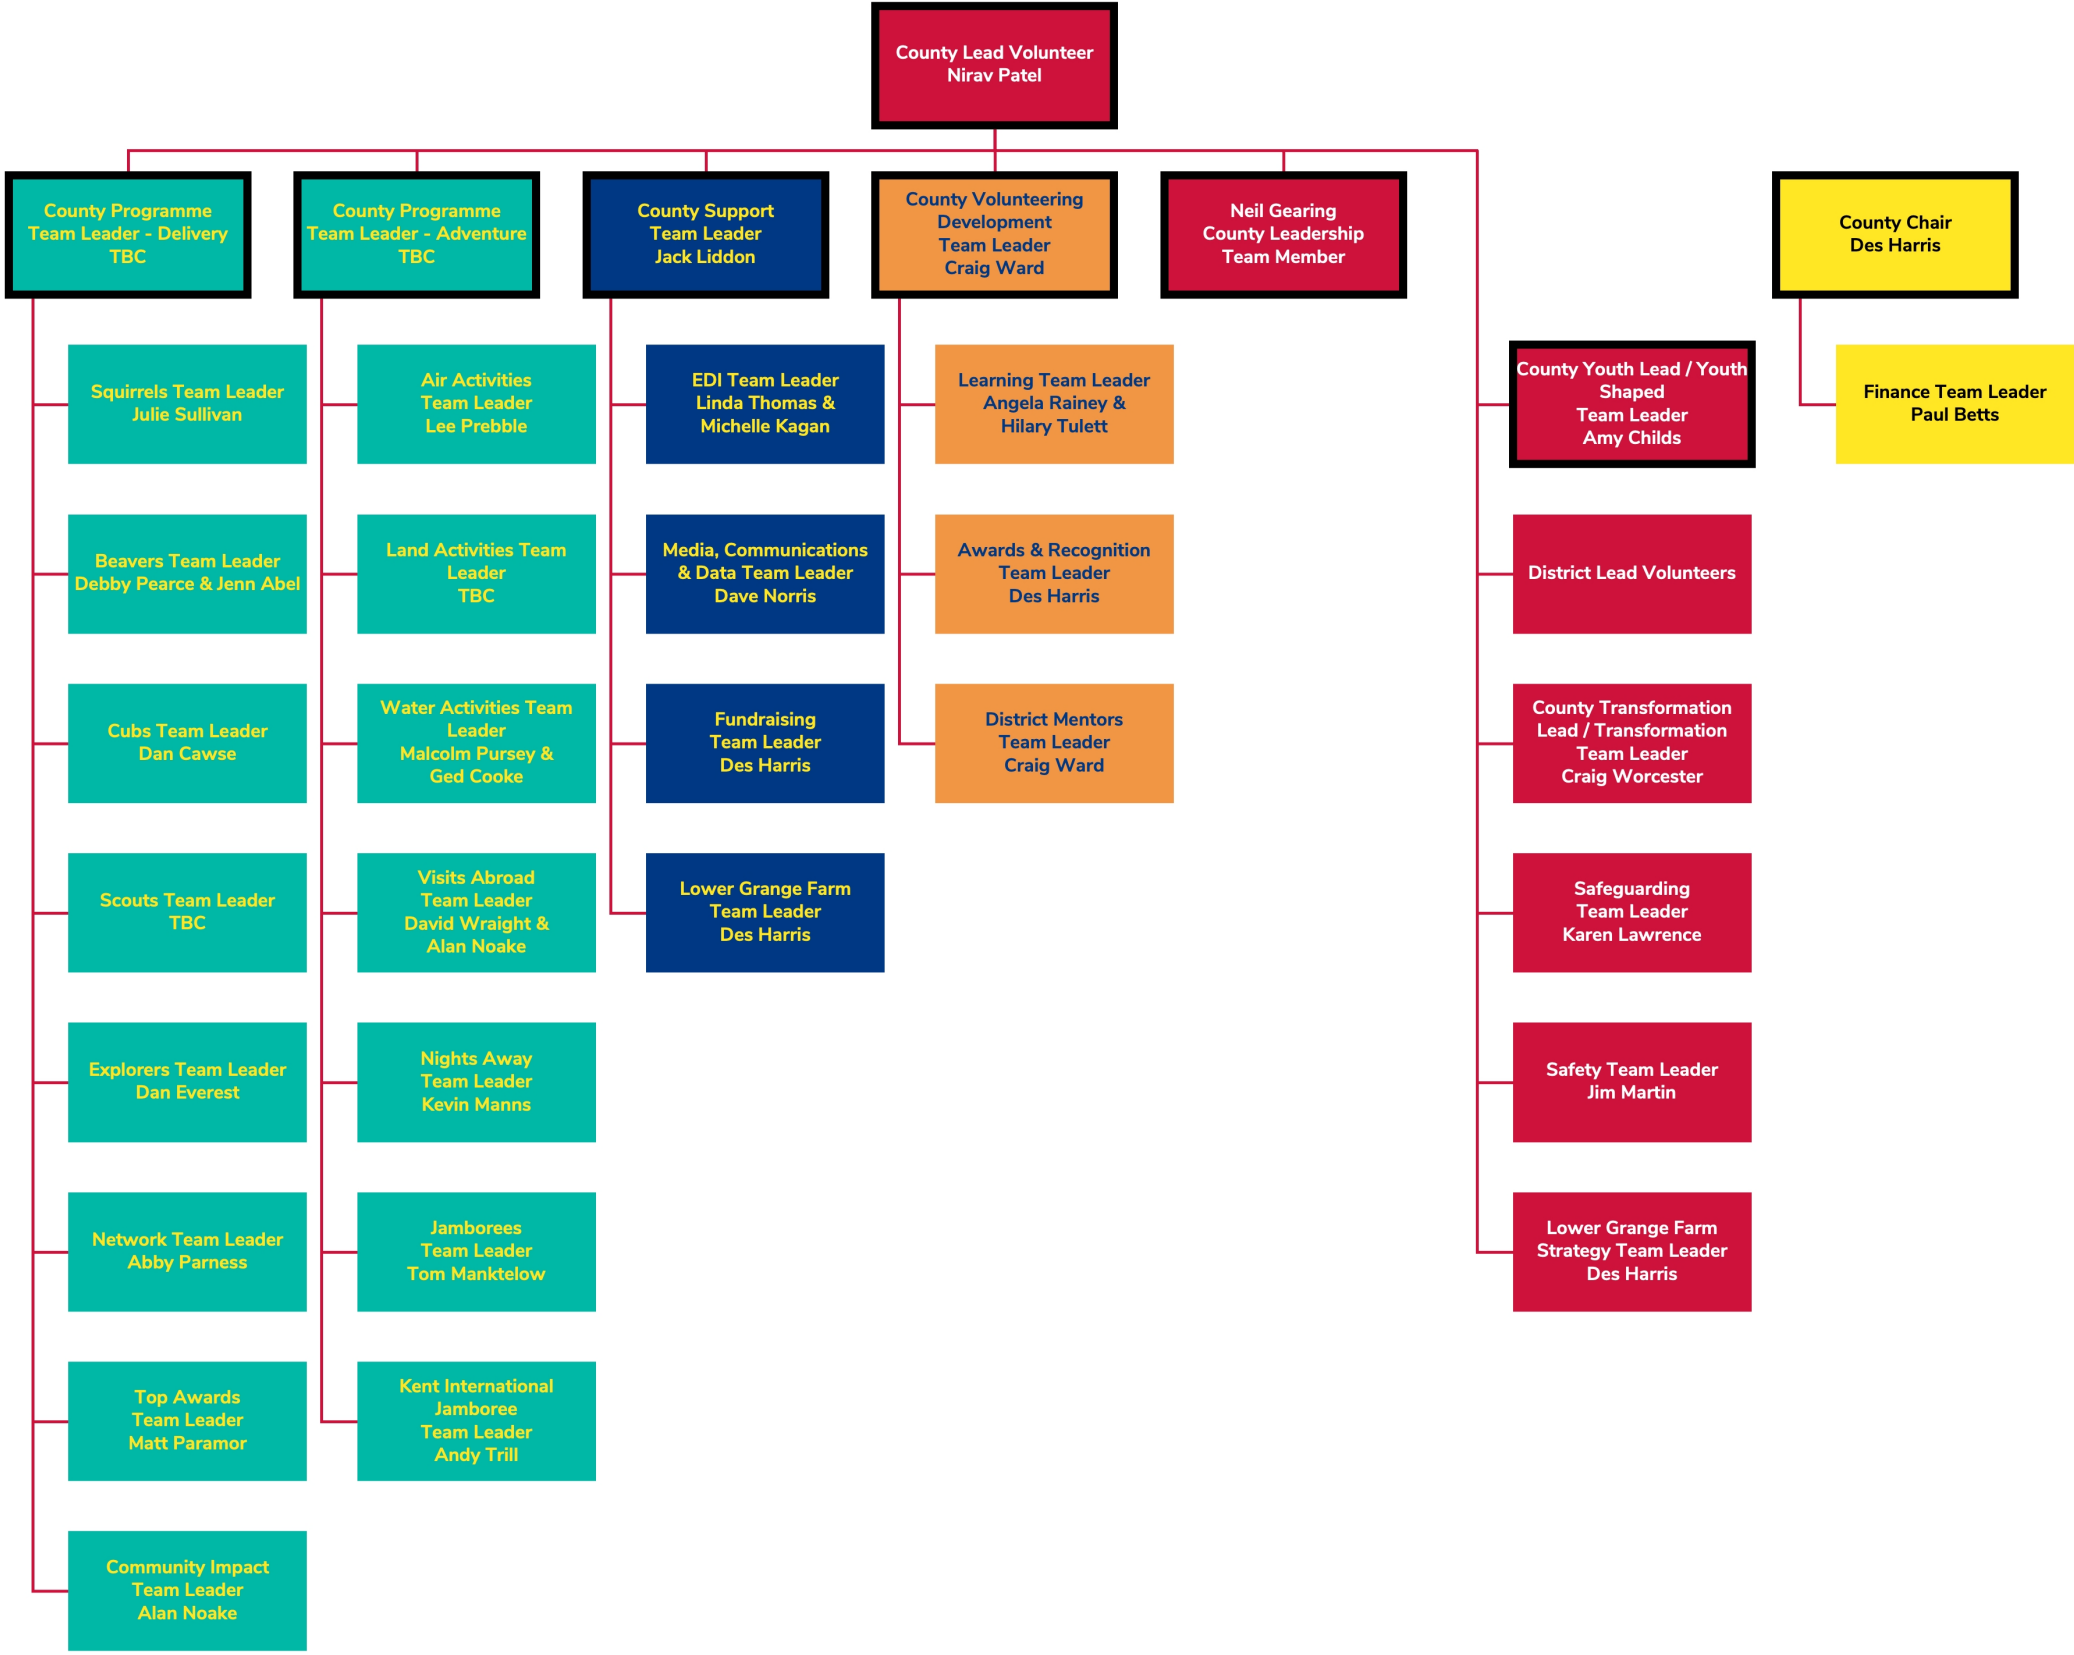 County Lead Volunteer
Nirav Patel
County Programme
Team Leader - Delivery
TBC
County Programme
Team Leader - Adventure
TBC
County Support
Team Leader
Jack Liddon
County Volunteering
Development
Team Leader
Craig Ward
Neil Gearing
County Leadership
Team Member
County Chair
Des Harris
Squirrels Team Leader
Julie Sullivan
Beavers Team Leader
Debby Pearce & Jenn Abel
Cubs Team Leader
Dan Cawse
Scouts Team Leader
TBC
Explorers Team Leader
Dan Everest
Network Team Leader
Abby Parness
Top Awards
Team Leader
Matt Paramor
Community Impact
Team Leader
Alan Noake
Air Activities
Team Leader
Lee Prebble
Land Activities Team
Leader
TBC
Water Activities Team
Leader
Malcolm Pursey &
Ged Cooke
Visits Abroad
Team Leader
David Wraight &
Alan Noake
Nights Away
Team Leader
Kevin Manns
Jamborees
Team Leader
Tom Manktelow
Kent International
Jamboree
Team Leader
Andy Trill
EDI Team Leader
Linda Thomas &
Michelle Kagan
Media, Communications
& Data Team Leader
Dave Norris
Fundraising
Team Leader
Des Harris
Lower Grange Farm
Team Leader
Des Harris
Learning Team Leader
Angela Rainey &
Hilary Tulett
Awards & Recognition
Team Leader
Des Harris
District Mentors
Team Leader
Craig Ward
County Youth Lead / Youth
Shaped
Team Leader
Amy Childs
District Lead Volunteers
County Transformation
Lead / Transformation
Team Leader
Craig Worcester
Safeguarding
Team Leader
Karen Lawrence
Safety Team Leader
Jim Martin
Lower Grange Farm
Strategy Team Leader
Des Harris
Finance Team Leader
Paul Betts